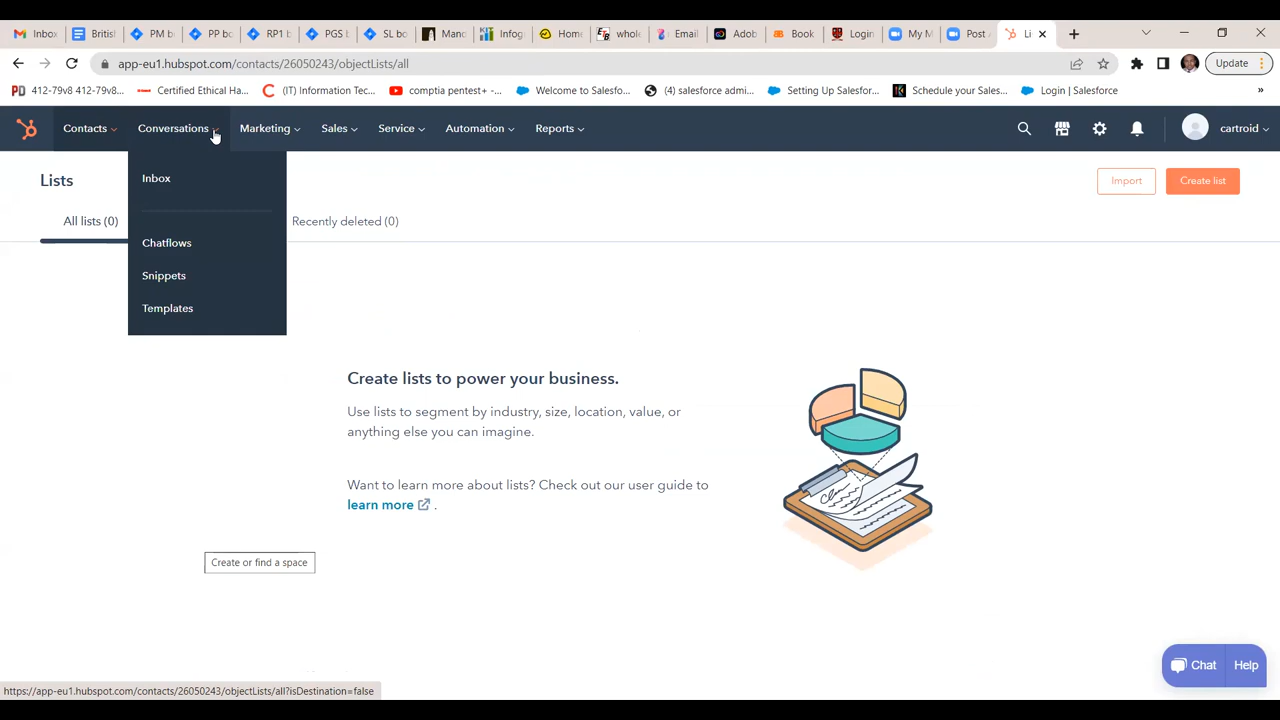 Inbox
British
PM b
PP bo
RP1 b
PGS b
SL bo
Mano
Infog
Home
whole
Email
Adob
Book
Login
My M
Post A
Li
app-eu1.hubspot.com/contacts/26050243/objectLists/all
Update
412-79v8 412-79v8...
Certified Ethical Ha...
(IT) Information Tec...
comptia pentest+ -...
Welcome to Salesfo...
(4) salesforce admi...
Setting Up Salesfor...
Schedule your Sales...
Login | Salesforce
»
Contacts
Conversations
Marketing
Sales
Service
Automation
Reports
cartroid
Lists
Import
Create list
All lists (0)
Recently deleted (0)
Inbox
Chatflows
Snippets
Templates
Create lists to power your business.
Use lists to segment by industry, size, location, value, or
anything else you can imagine.
Want to learn more about lists? Check out our user guide to
learn more .
Create or find a space
Chat
Help
https://app-eu1.hubspot.com/contacts/26050243/objectLists/all?isDestination=false